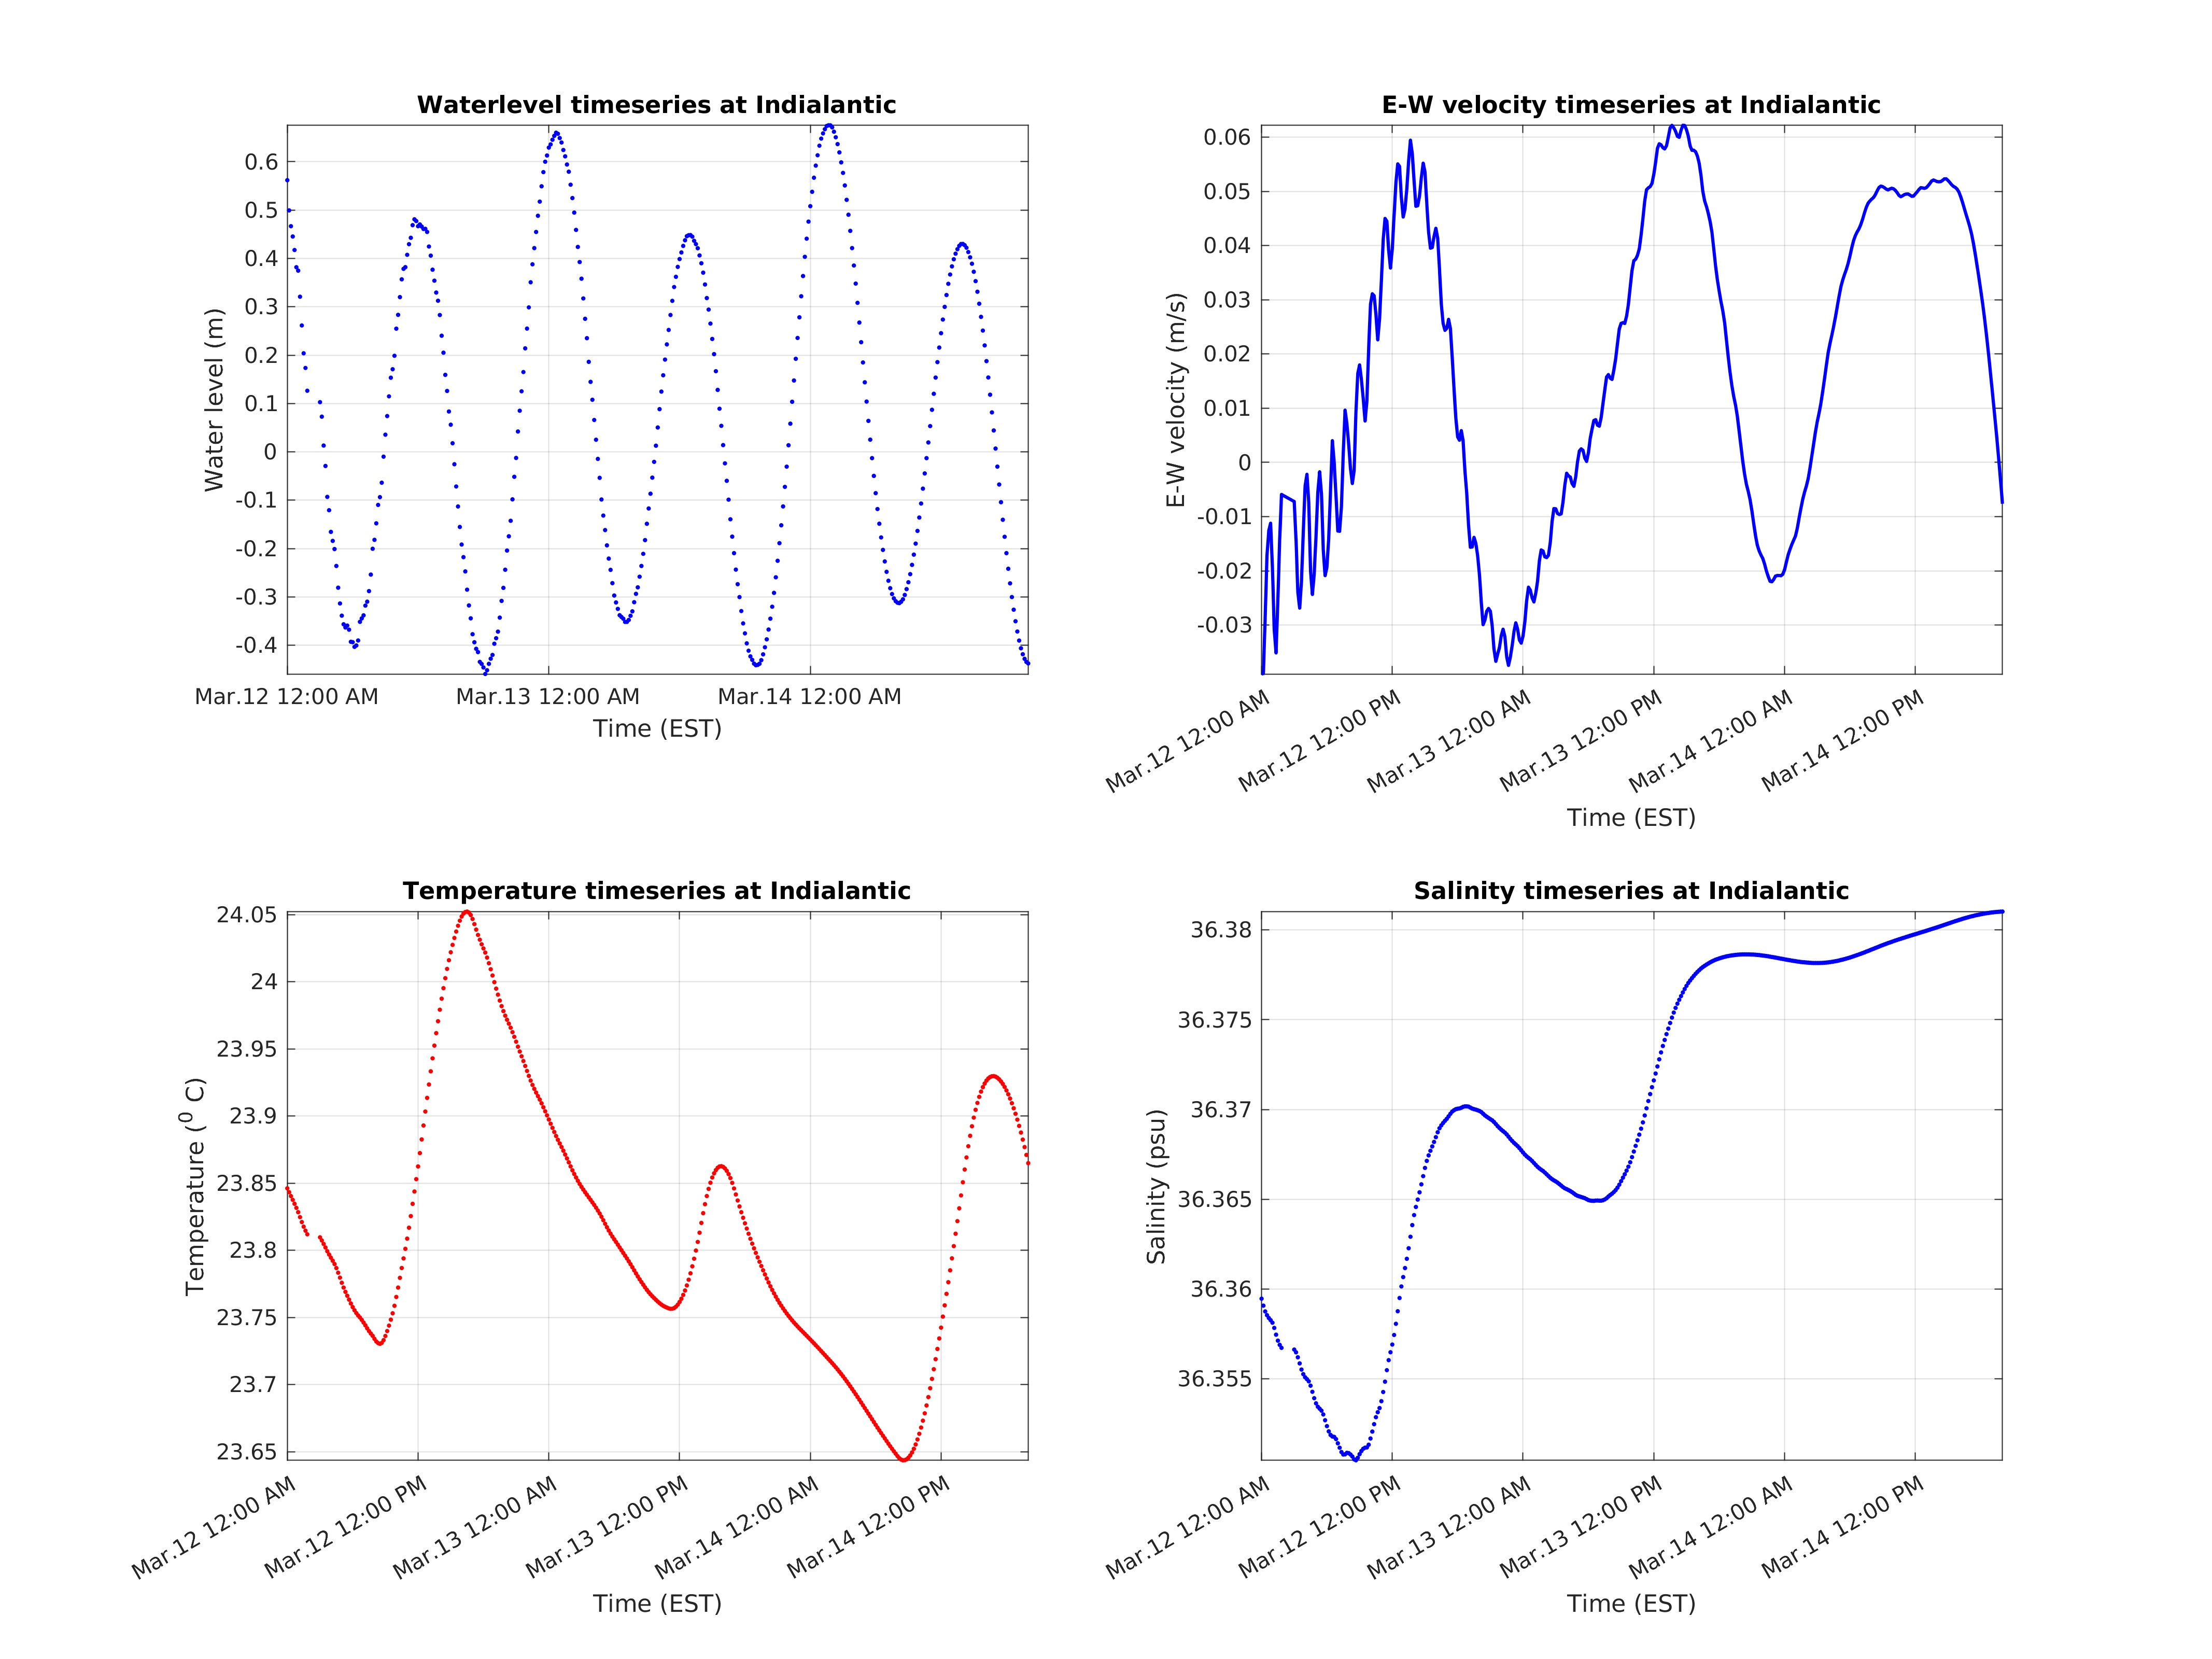 Waterlevel timeseries at Indialantic
Water level (m)
0.6
0.5
0.4
0.3
0.2
0.1
0
-0.1
-0.2
-0.3
-0.4
Mar.12 12:00 AM Mar.13 12:00 AM Mar.14 12:00 AM
Time (EST)
E-W velocity timeseries at Indialantic
E-W velocity (m/s)
0.06
0.05
0.04
0.03
0.02
0.01
0
-0.01
-0.02
-0.03
Mar.12 12:00 AM
Mar.12 12:00 PM
Mar.13 12:00 AM
Mar.13 12:00 PM
Mar.14 12:00 AM
Mar.14 12:00 PM
Time (EST)
Temperature timeseries at Indialantic
Temperature (⁰ C)
24.05
24
23.95
23.9
23.85
23.8
23.75
23.7
23.65
Mar.12 12:00 AM
Mar.12 12:00 PM
Mar.13 12:00 AM
Mar.13 12:00 PM
Mar.14 12:00 AM
Mar.14 12:00 PM
Time (EST)
Salinity timeseries at Indialantic
Salinity (psu)
36.38
36.375
36.37
36.365
36.36
36.355
Mar.12 12:00 AM
Mar.12 12:00 PM
Mar.13 12:00 AM
Mar.13 12:00 PM
Mar.14 12:00 AM
Mar.14 12:00 PM
Time (EST)